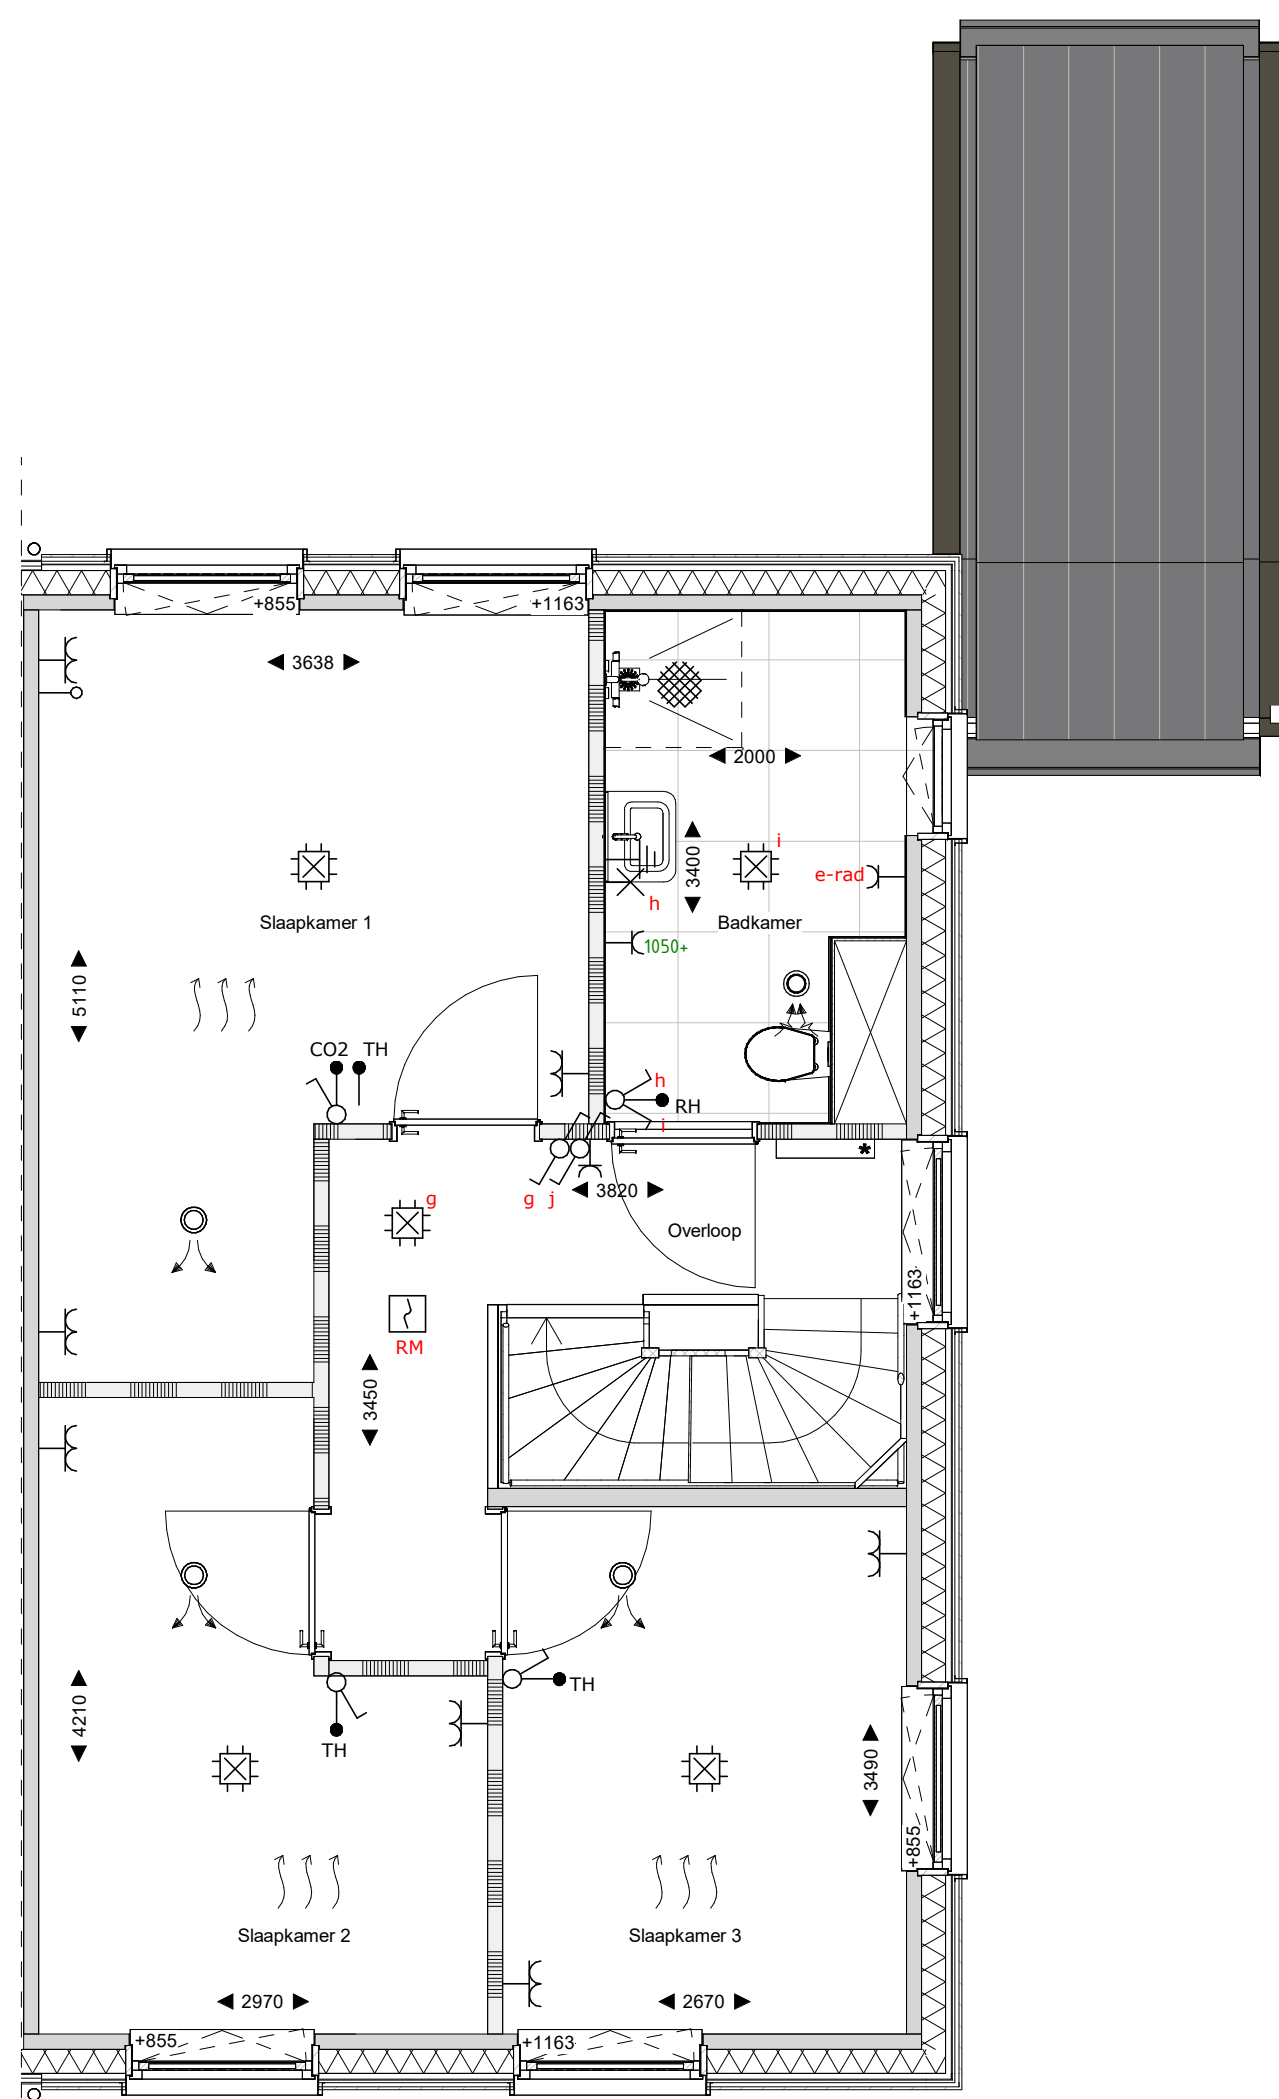 +855
+1163
3638
2000
i
3400
e-rad
h
Slaapkamer 1
Badkamer
1050+
5110
CO2 TH
h
RH
i
g
g j
3820
Overloop
+1163
RM
3450
TH
4210
TH
3490
+855
Slaapkamer 2
Slaapkamer 3
2970
2670
+855
+1163